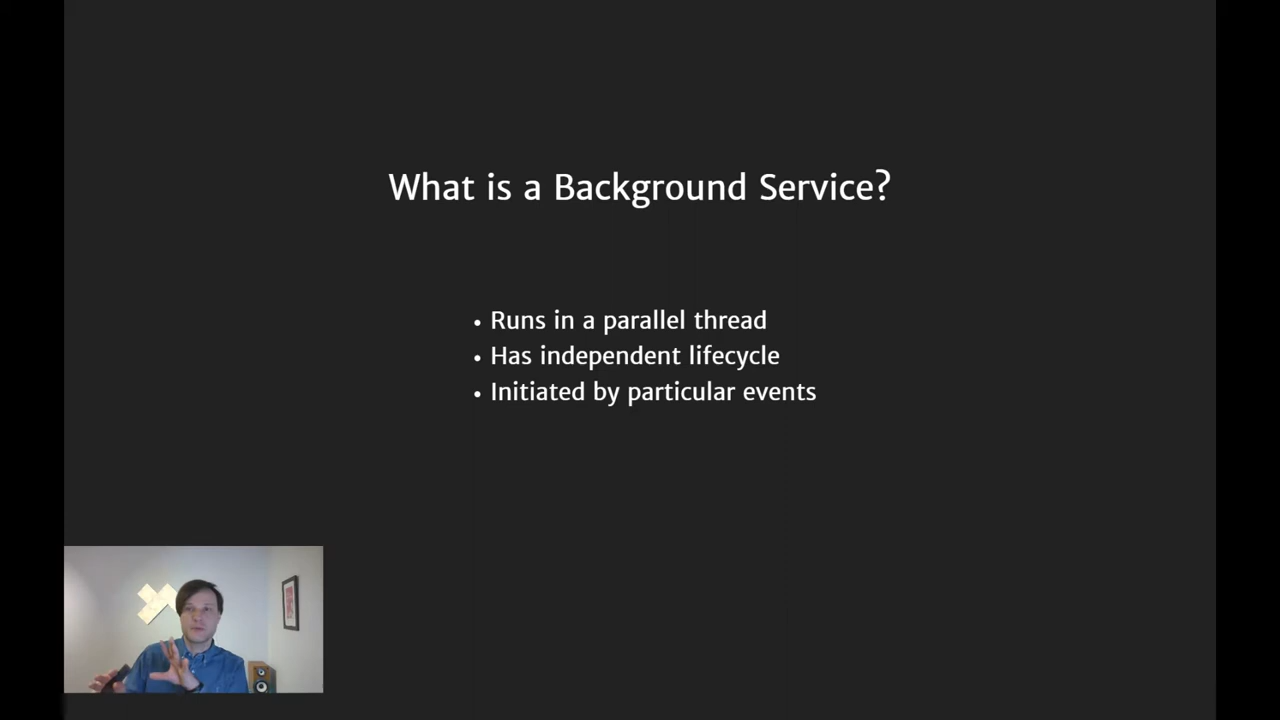 What is a Background Service?
• Runs in a parallel thread
• Has independent lifecycle
• Initiated by particular events